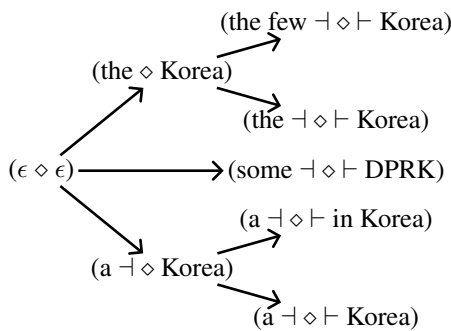 (the few ⊣ ⋄ ⊢ Korea)
(the ⋄ Korea)
(the ⊣ ⋄ ⊢ Korea)
(ϵ ⋄ ϵ)
(some ⊣ ⋄ ⊢ DPRK)
(a ⊣ ⋄ ⊢ in Korea)
(a ⊣ ⋄ Korea)
(a ⊣ ⋄ ⊢ Korea)